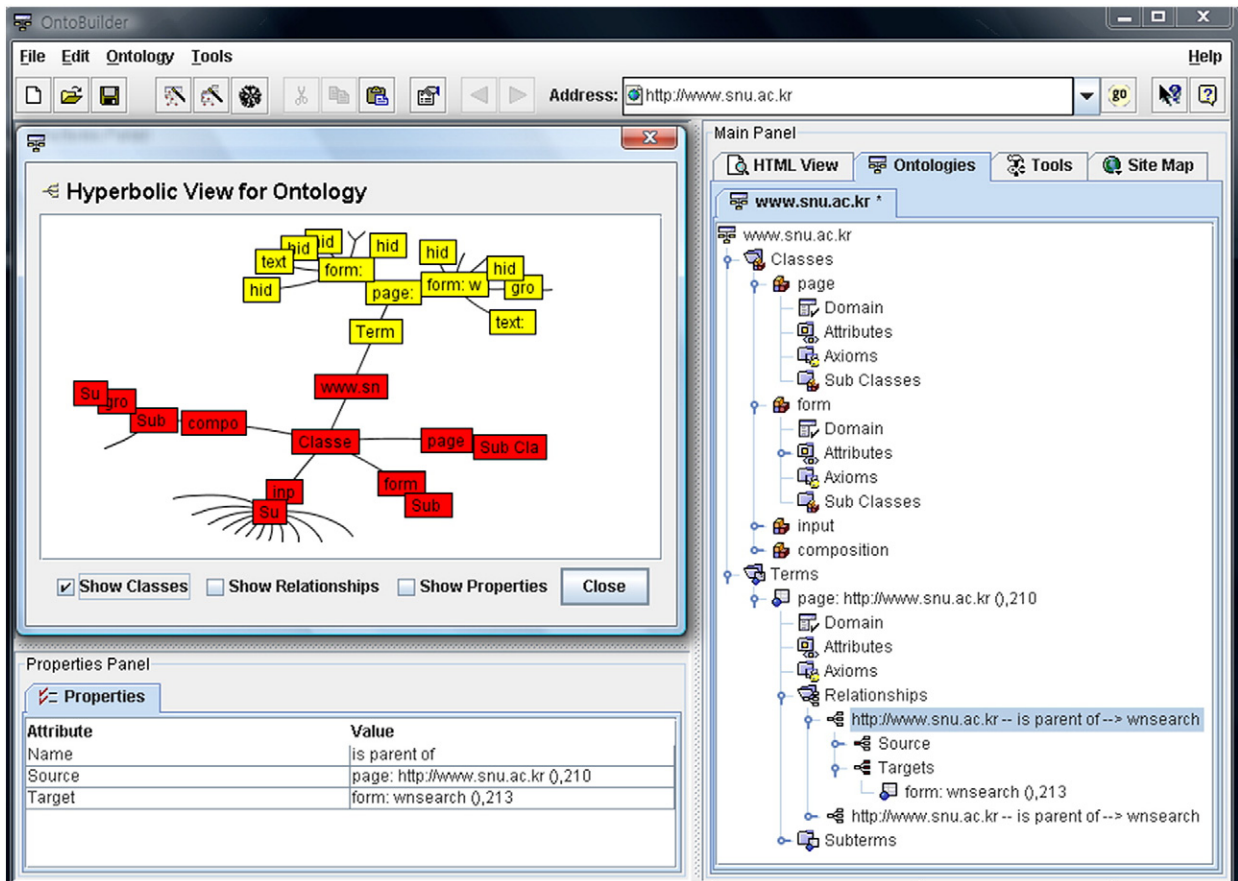 OntoBuilder
File Edit Ontology Tools Help
Address: http://www.snu.ac.kr go
Hyperbolic View for Ontology
hid
hid
hid
text
form:
hid
hid
hid
form: w
gro
page:
text:
Term
www.sn
Su
gro
Sub
compo
Classe
page
Sub Cla
inp
Su
form
Sub
Show Classes Show Relationships Show Properties Close
Properties Panel
Properties
Attribute Value
Name is parent of
Source page: http://www.snu.ac.kr (),210
Target form: wnsearch (),213
Main Panel
HTML View Ontologies Tools Site Map
www.snu.ac.kr *
www.snu.ac.kr
Classes
page
Domain
Attributes
Axioms
Sub Classes
form
Domain
Attributes
Axioms
Sub Classes
input
composition
Terms
page: http://www.snu.ac.kr (),210
Domain
Attributes
Axioms
Relationships
http://www.snu.ac.kr -- is parent of --> wnsearch
Source
Targets
form: wnsearch (),213
http://www.snu.ac.kr -- is parent of --> wnsearch
Subterms